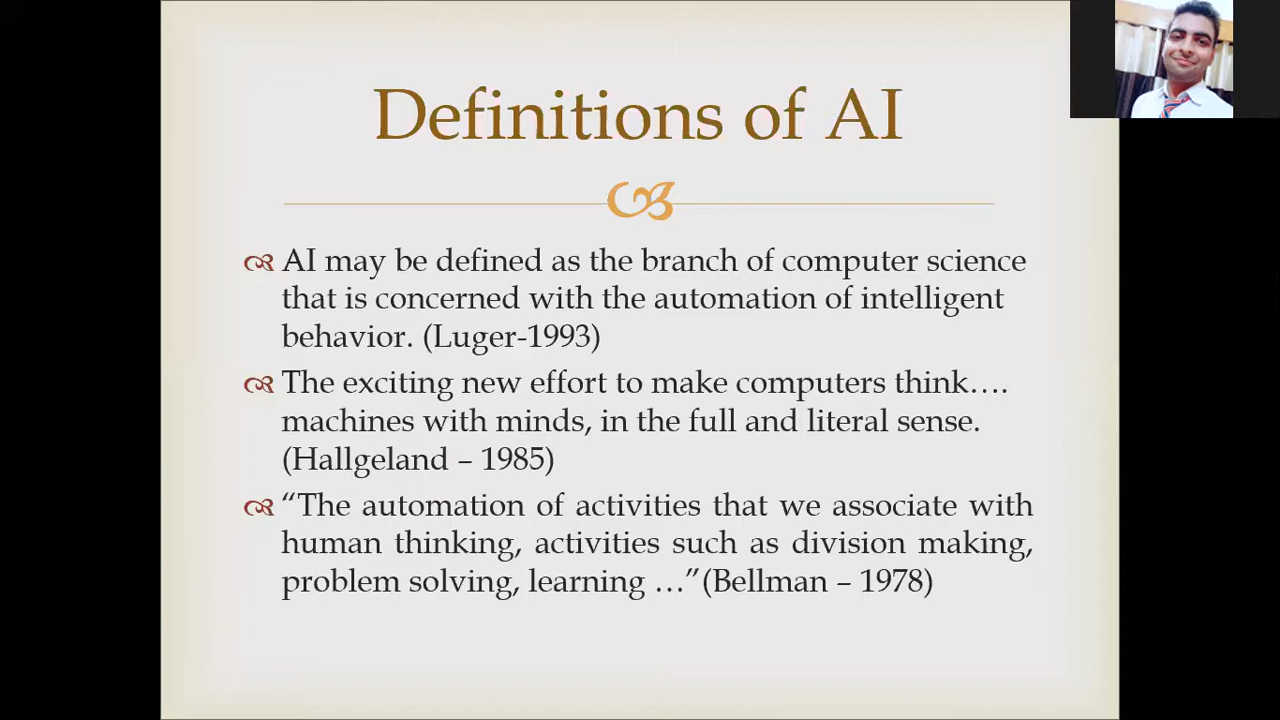 Definitions of AI
AI may be defined as the branch of computer science
that is concerned with the automation of intelligent
behavior. (Luger-1993)
The exciting new effort to make computers think….
machines with minds, in the full and literal sense.
(Hallgeland – 1985)
“The automation of activities that we associate with
human thinking, activities such as division making,
problem solving, learning …”(Bellman – 1978)